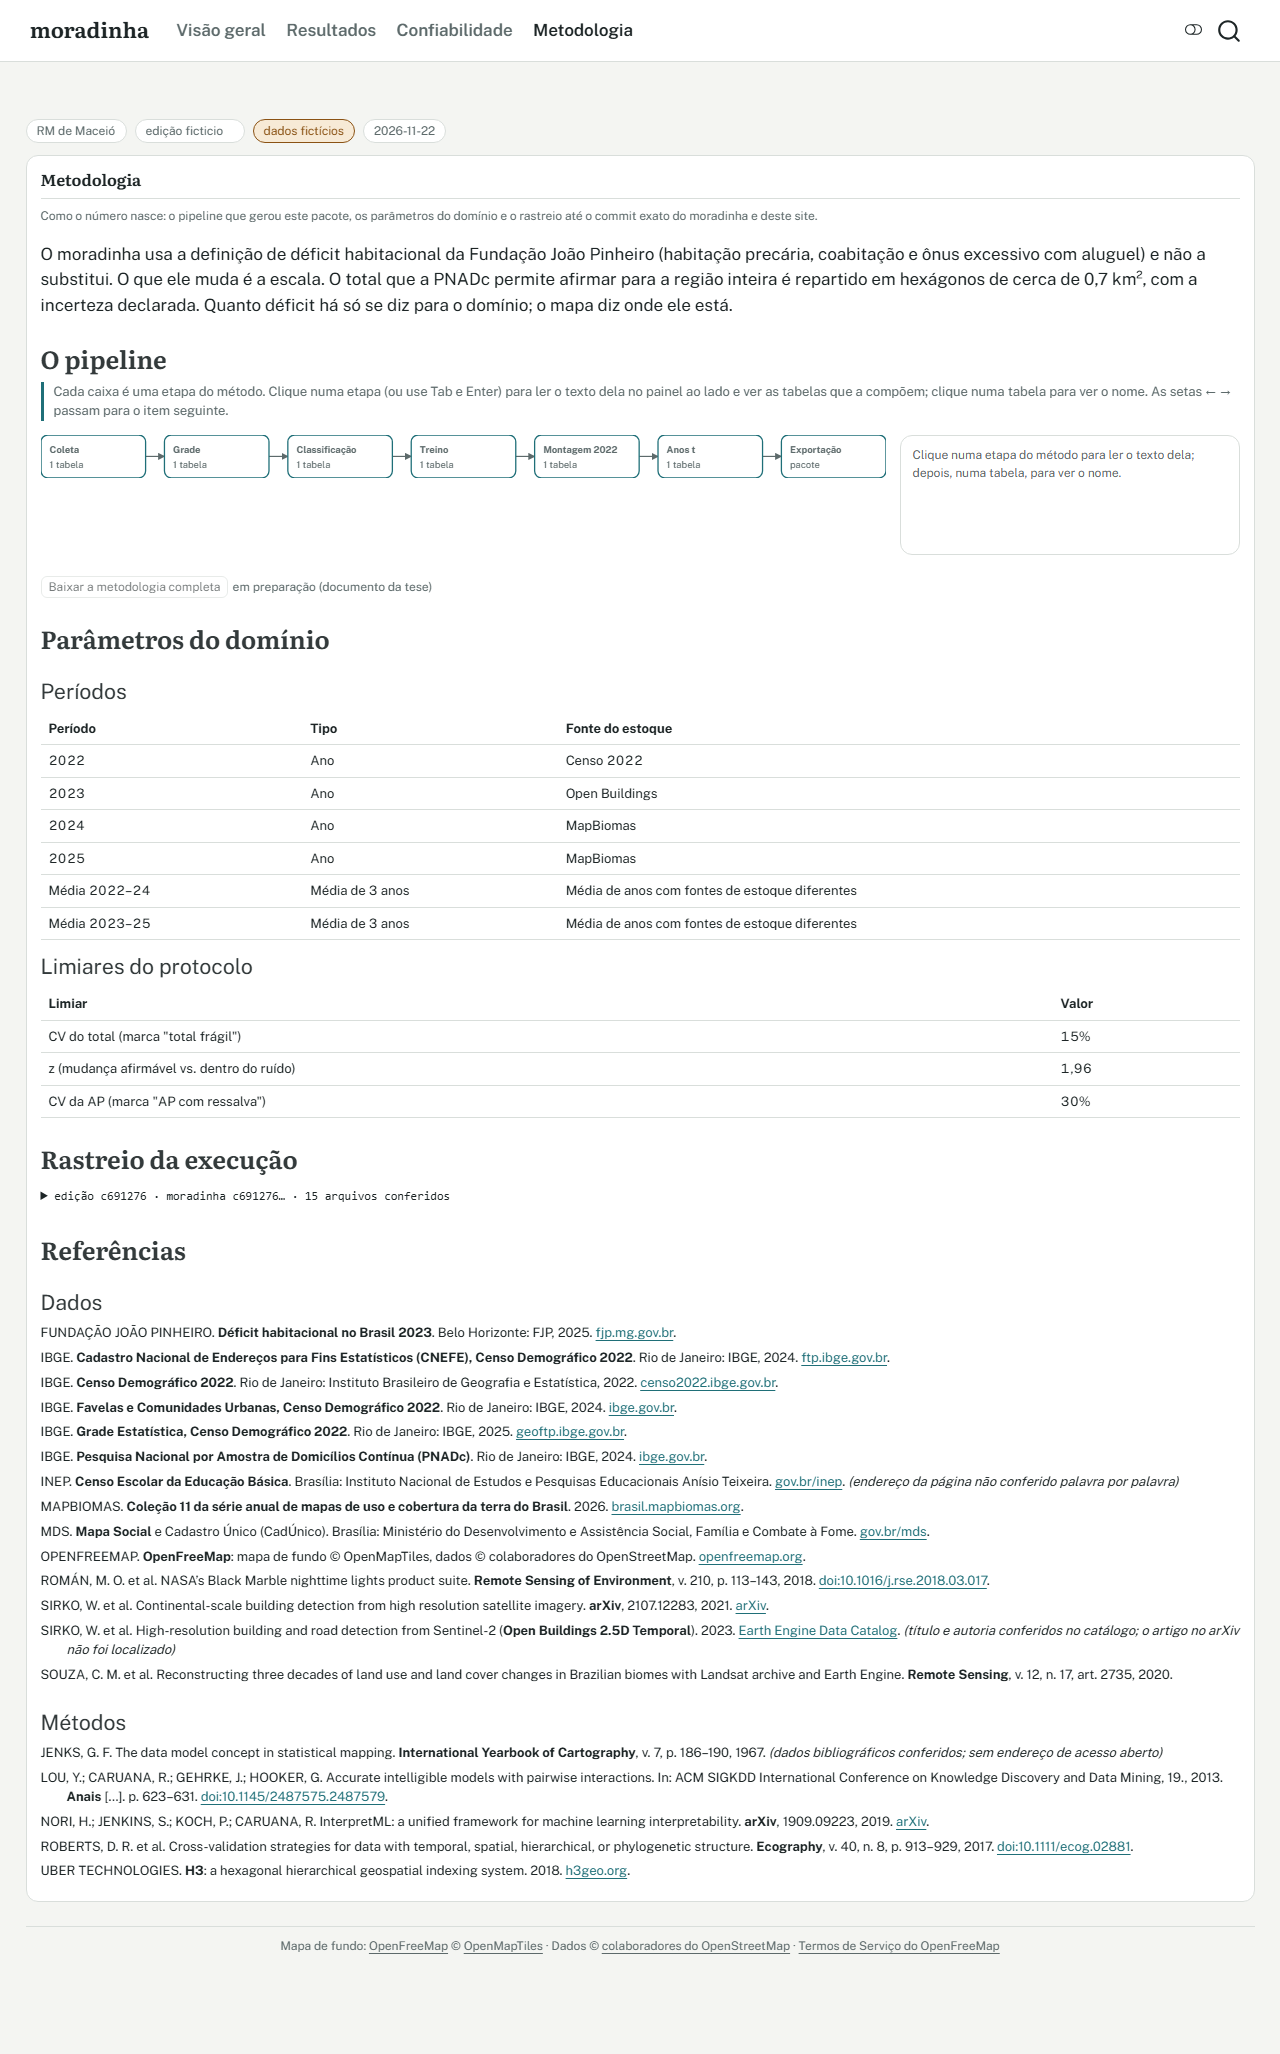 moradinha
Visão geral
Resultados
Confiabilidade
Metodologia
RM de Maceió
edição ficticio
dados fictícios
2026-11-22
Metodologia
Como o número nasce: o pipeline que gerou este pacote, os parâmetros do domínio e o rastreio até o commit exato do moradinha e deste site.
O moradinha usa a definição de déficit habitacional da Fundação João Pinheiro (habitação precária, coabitação e ônus excessivo com aluguel) e não a
substitui. O que ele muda é a escala. O total que a PNADc permite afirmar para a região inteira é repartido em hexágonos de cerca de 0,7 km², com a
incerteza declarada. Quanto déficit há só se diz para o domínio; o mapa diz onde ele está.
O pipeline
Cada caixa é uma etapa do método. Clique numa etapa (ou use Tab e Enter) para ler o texto dela no painel ao lado e ver as tabelas que a compõem; clique numa tabela para ver o nome. As setas ← →
passam para o item seguinte.
Coleta
1 tabela
Grade
1 tabela
Classificação
1 tabela
Treino
1 tabela
Montagem 2022
1 tabela
Anos t
1 tabela
Exportação
pacote
Clique numa etapa do método para ler o texto dela;
depois, numa tabela, para ver o nome.
Baixar a metodologia completa em preparação (documento da tese)
Parâmetros do domínio
Períodos
Período Tipo Fonte do estoque
2022 Ano Censo 2022
2023 Ano Open Buildings
2024 Ano MapBiomas
2025 Ano MapBiomas
Média 2022–24 Média de 3 anos Média de anos com fontes de estoque diferentes
Média 2023–25 Média de 3 anos Média de anos com fontes de estoque diferentes
Limiares do protocolo
Limiar Valor
CV do total (marca "total frágil") 15%
z (mudança afirmável vs. dentro do ruído) 1,96
CV da AP (marca "AP com ressalva") 30%
Rastreio da execução
▶ edição c691276 · moradinha c691276… · 15 arquivos conferidos
Referências
Dados
FUNDAÇÃO JOÃO PINHEIRO. Déficit habitacional no Brasil 2023. Belo Horizonte: FJP, 2025. fjp.mg.gov.br.
IBGE. Cadastro Nacional de Endereços para Fins Estatísticos (CNEFE), Censo Demográfico 2022. Rio de Janeiro: IBGE, 2024. ftp.ibge.gov.br.
IBGE. Censo Demográfico 2022. Rio de Janeiro: Instituto Brasileiro de Geografia e Estatística, 2022. censo2022.ibge.gov.br.
IBGE. Favelas e Comunidades Urbanas, Censo Demográfico 2022. Rio de Janeiro: IBGE, 2024. ibge.gov.br.
IBGE. Grade Estatística, Censo Demográfico 2022. Rio de Janeiro: IBGE, 2025. geoftp.ibge.gov.br.
IBGE. Pesquisa Nacional por Amostra de Domicílios Contínua (PNADc). Rio de Janeiro: IBGE, 2024. ibge.gov.br.
INEP. Censo Escolar da Educação Básica. Brasília: Instituto Nacional de Estudos e Pesquisas Educacionais Anísio Teixeira. gov.br/inep. (endereço da página não conferido palavra por palavra)
MAPBIOMAS. Coleção 11 da série anual de mapas de uso e cobertura da terra do Brasil. 2026. brasil.mapbiomas.org.
MDS. Mapa Social e Cadastro Único (CadÚnico). Brasília: Ministério do Desenvolvimento e Assistência Social, Família e Combate à Fome. gov.br/mds.
OPENFREEMAP. OpenFreeMap: mapa de fundo © OpenMapTiles, dados © colaboradores do OpenStreetMap. openfreemap.org.
ROMÁN, M. O. et al. NASA’s Black Marble nighttime lights product suite. Remote Sensing of Environment, v. 210, p. 113–143, 2018. doi:10.1016/j.rse.2018.03.017.
SIRKO, W. et al. Continental-scale building detection from high resolution satellite imagery. arXiv, 2107.12283, 2021. arXiv.
SIRKO, W. et al. High-resolution building and road detection from Sentinel-2 (Open Buildings 2.5D Temporal). 2023. Earth Engine Data Catalog. (título e autoria conferidos no catálogo; o artigo no arXiv
não foi localizado)
SOUZA, C. M. et al. Reconstructing three decades of land use and land cover changes in Brazilian biomes with Landsat archive and Earth Engine. Remote Sensing, v. 12, n. 17, art. 2735, 2020.
Métodos
JENKS, G. F. The data model concept in statistical mapping. International Yearbook of Cartography, v. 7, p. 186–190, 1967. (dados bibliográficos conferidos; sem endereço de acesso aberto)
LOU, Y.; CARUANA, R.; GEHRKE, J.; HOOKER, G. Accurate intelligible models with pairwise interactions. In: ACM SIGKDD International Conference on Knowledge Discovery and Data Mining, 19., 2013.
Anais […]. p. 623–631. doi:10.1145/2487575.2487579.
NORI, H.; JENKINS, S.; KOCH, P.; CARUANA, R. InterpretML: a unified framework for machine learning interpretability. arXiv, 1909.09223, 2019. arXiv.
ROBERTS, D. R. et al. Cross-validation strategies for data with temporal, spatial, hierarchical, or phylogenetic structure. Ecography, v. 40, n. 8, p. 913–929, 2017. doi:10.1111/ecog.02881.
UBER TECHNOLOGIES. H3: a hexagonal hierarchical geospatial indexing system. 2018. h3geo.org.
Mapa de fundo: OpenFreeMap © OpenMapTiles · Dados © colaboradores do OpenStreetMap · Termos de Serviço do OpenFreeMap